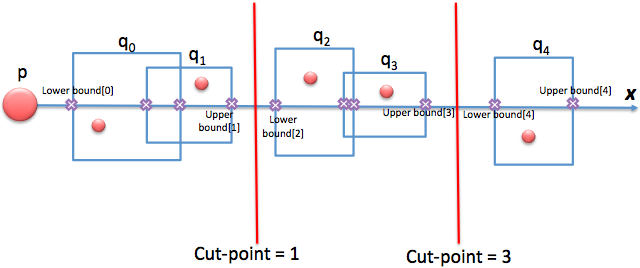 p
q0
q1
q2
q3
q4
Lower bound[0]
Upper
bound[1]
Lower
bound[2]
Upper bound[3]
Lower bound[4]
Upper bound[4]
x
Cut-point = 1
Cut-point = 3